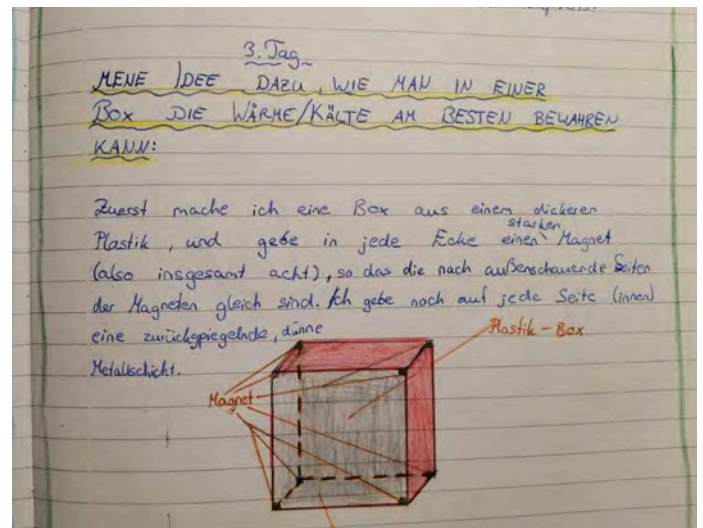 3. Tag
MENE IDEE DAZU, WIE MAN IN EINER
BOX DIE WÄRME/KÄLTE AM BESTEN BEWAHREN
KANN:
Zuerst mache ich eine Box aus einem dickeren
Plastik, und gebe in jede Ecke einen starken Magnet
(also insgesamt acht), so das die nach außenschauende Seiten
der Magneten gleich sind. Ich gebe noch auf jede Seite (innen)
eine zurückgpiegelnde, dünne
Metallschicht.
Plastik-Box
Magnet